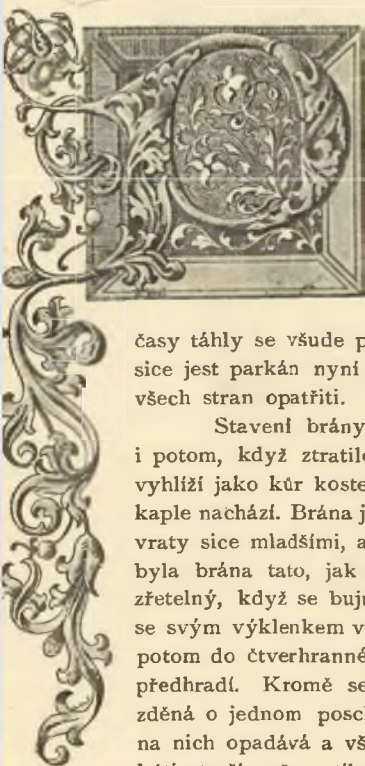 P
časy táhly se všude p
sice jest parkán nyní
všech stran opatřiti.
Stavení brány
i potom, když ztratilo
vyhlíží jako kůr koste
kaple nachází. Brána j
vraty sice mladšími, a
byla brána tato, jak
zřetelný, když se bujn
se svým výklenkem v
potom do čtverhranné
předhradí. Kromě se
zděná o jednom posch
na nich opadává a vš